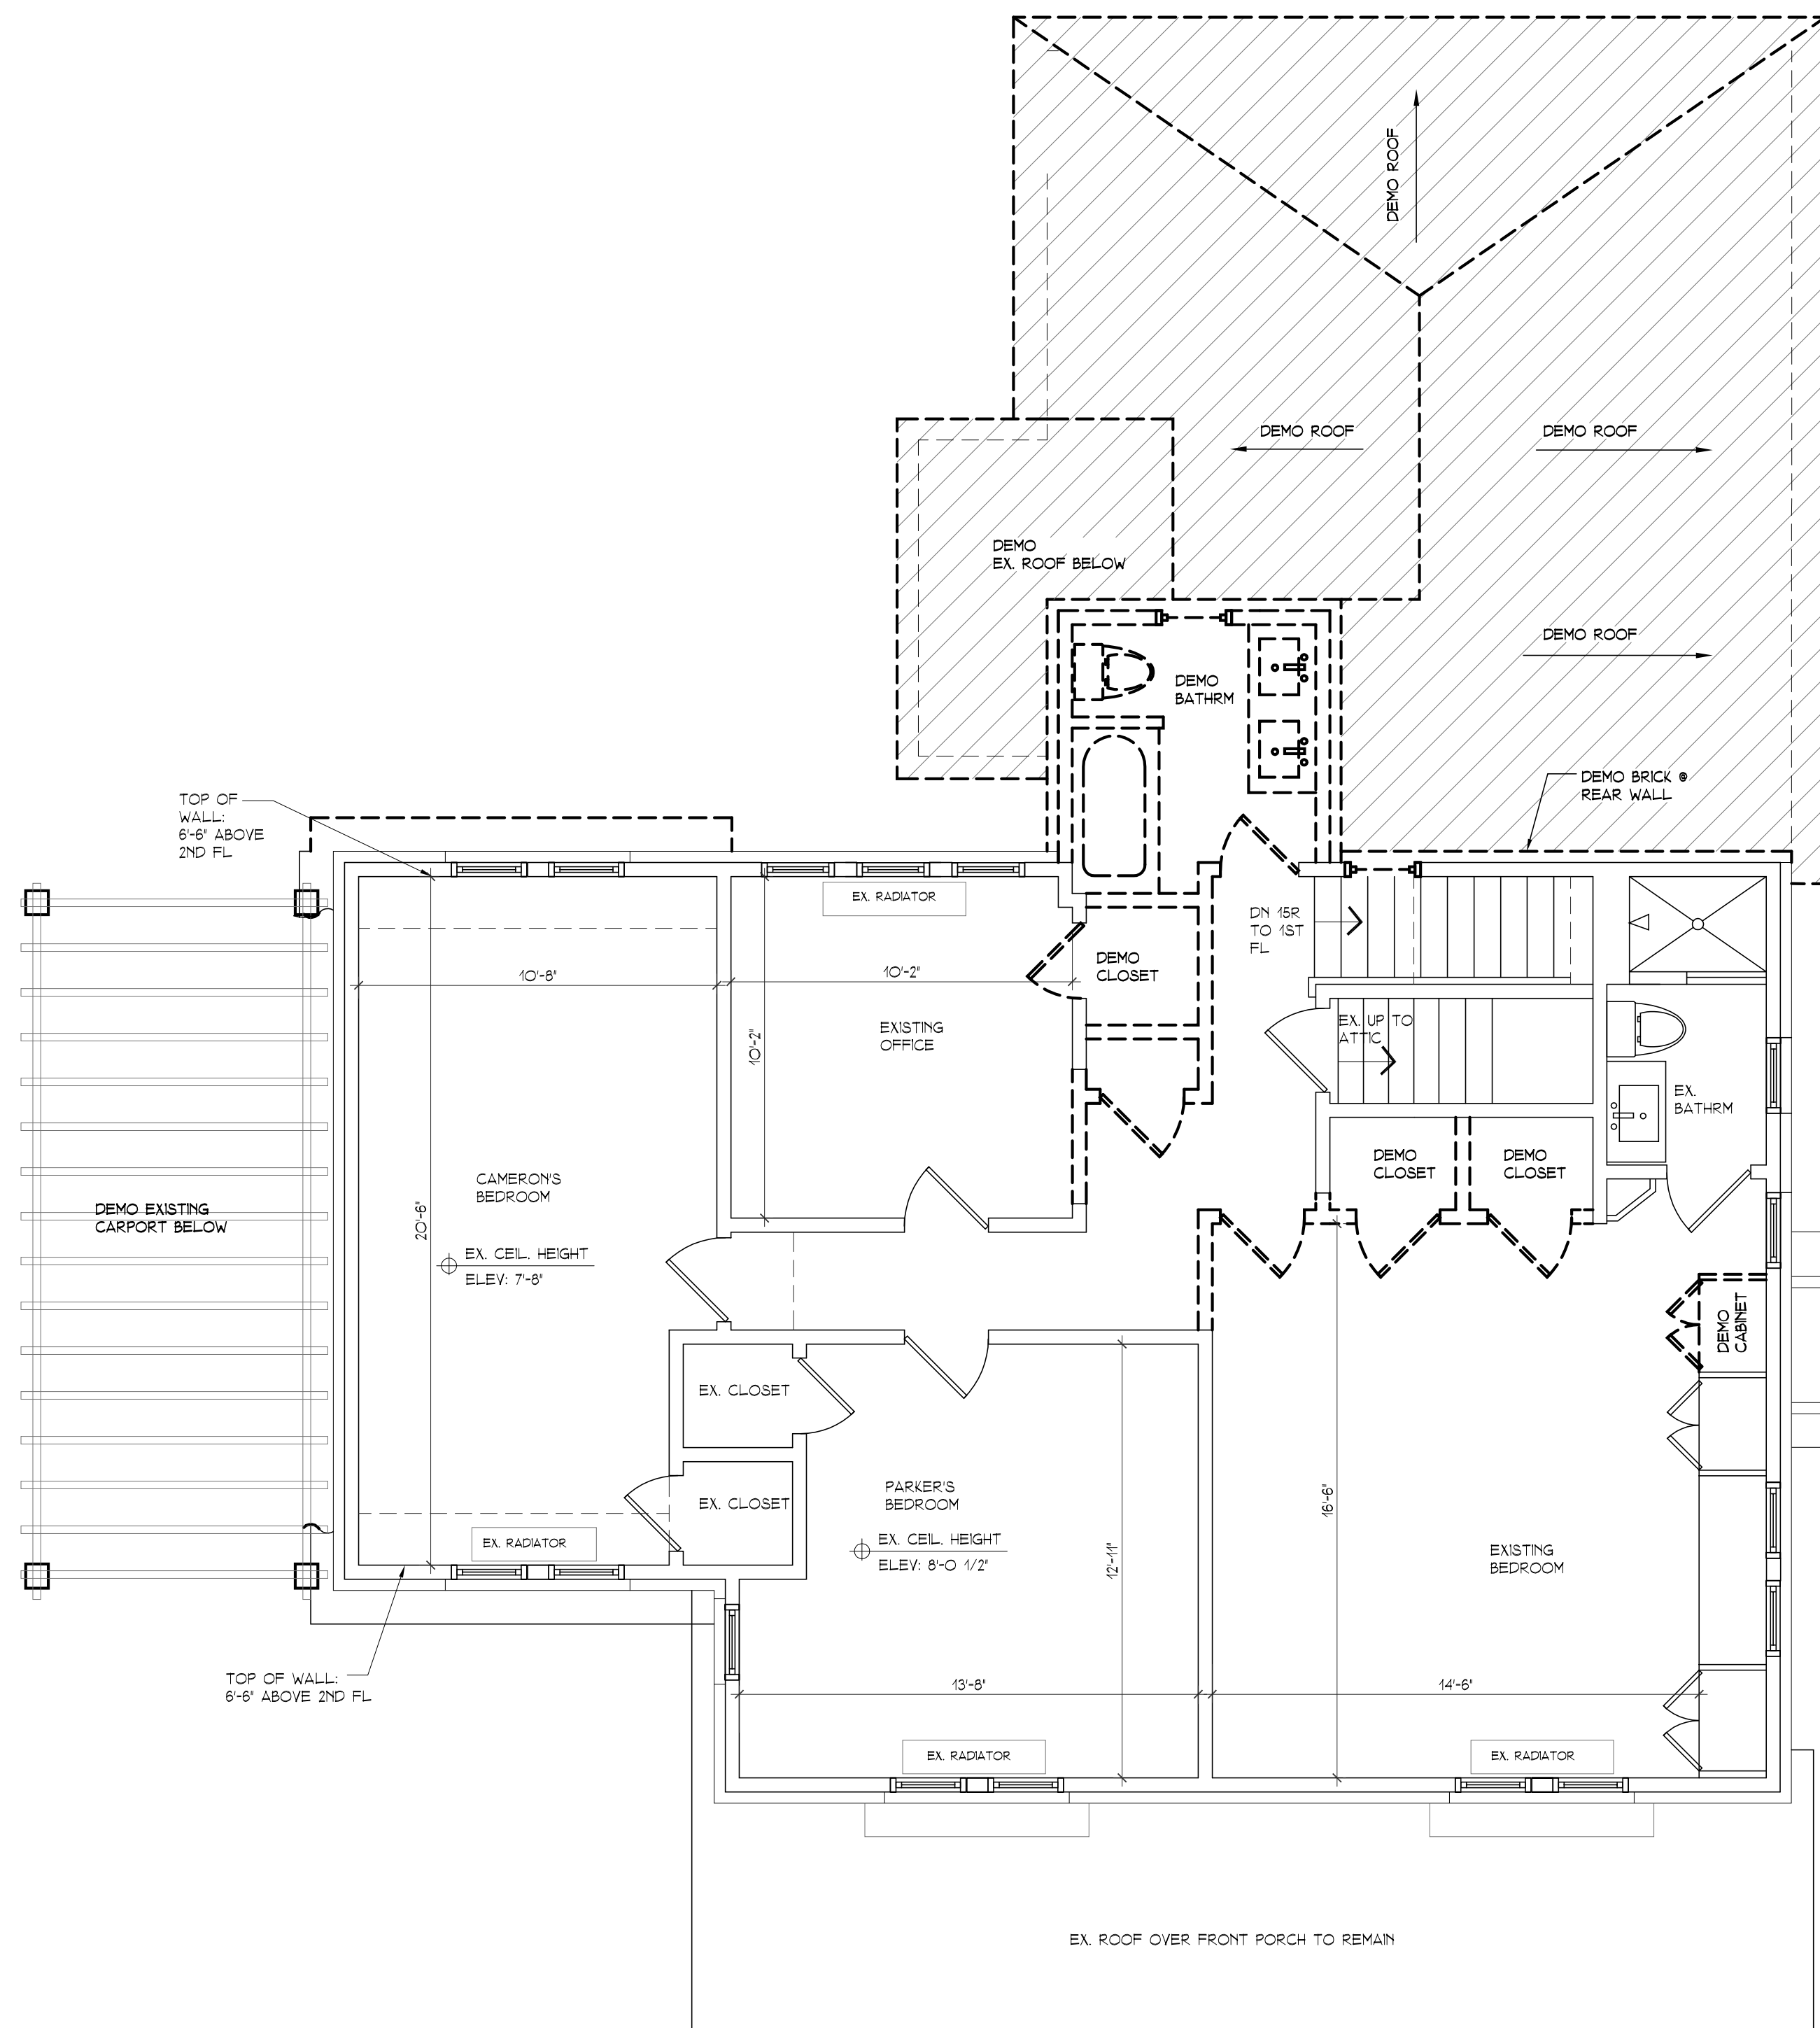 DEMO ROOF
DEMO ROOF
DEMO ROOF
DEMO
EX. ROOF BELOW
DEMO ROOF
DEMO
BATHRM
DEMO BRICK @
REAR WALL
TOP OF
WALL:
6'-6" ABOVE
2ND FL
EX. RADIATOR
DN 15R
TO 1ST
FL
DEMO
CLOSET
10'-8"
10'-2"
10'-2"
EXISTING
OFFICE
EX. UP TO
ATTIC
EX.
BATHRM
DEMO
CLOSET
DEMO
CLOSET
CAMERON'S
BEDROOM
20'-6"
DEMO EXISTING
CARPORT BELOW
EX. CEIL. HEIGHT
ELEV: 7'-8"
DEMO
CABINET
EX. CLOSET
EX. CLOSET
PARKER'S
BEDROOM
EX. CEIL. HEIGHT
ELEV: 8'-0 1/2"
12'-11"
16'-6"
EXISTING
BEDROOM
EX. RADIATOR
TOP OF WALL:
6'-6" ABOVE 2ND FL
13'-8"
14'-6"
EX. RADIATOR
EX. RADIATOR
EX. ROOF OVER FRONT PORCH TO REMAIN